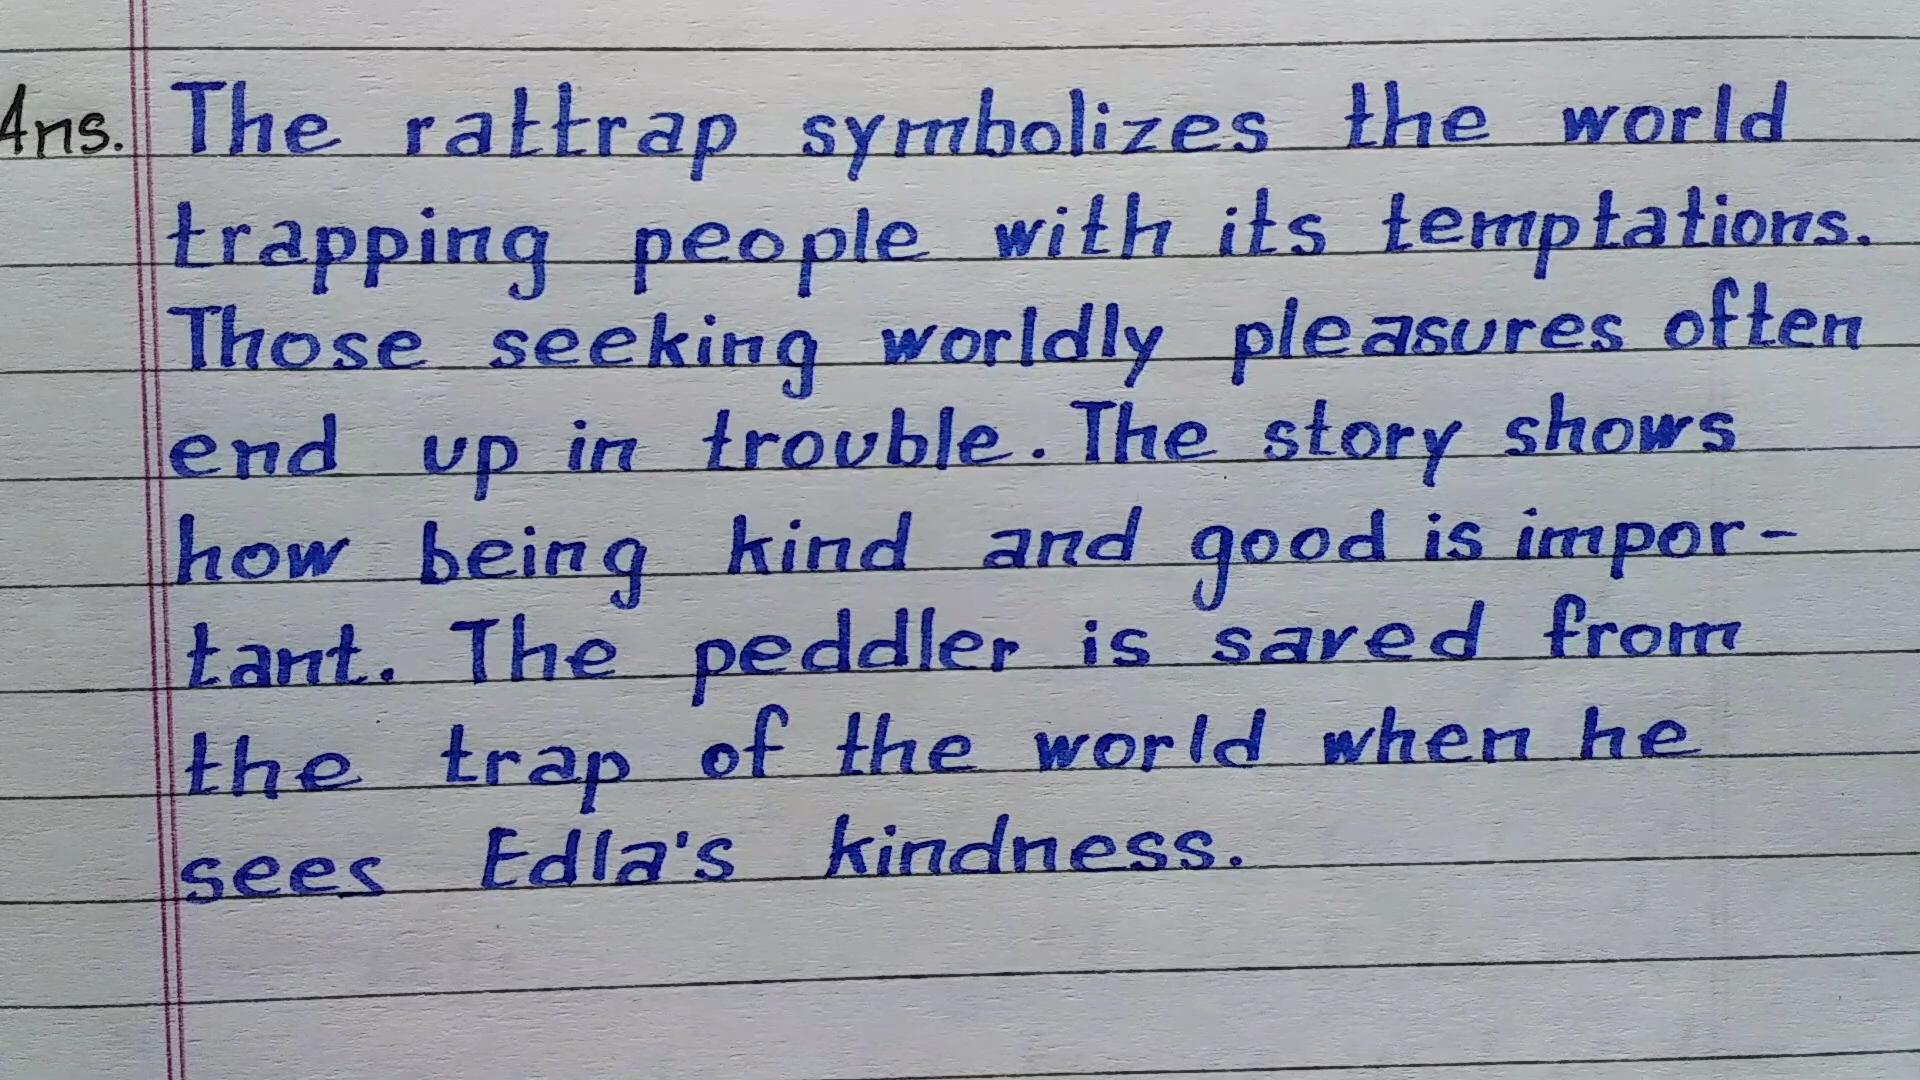 Ans. The rattrap symbolizes the world
trapping people with its temptations.
Those seeking worldly pleasures often
end up in trouble. The story shows
how being kind and good is impor-
tant. The peddler is saved from
the trap of the world when he
sees Edla's kindness.